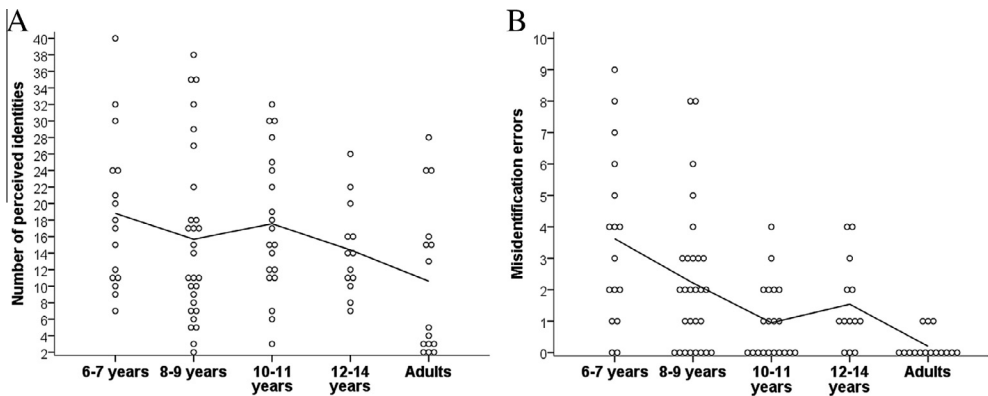 A
Number of perceived identities
40
38
36
34
32
30
28
26
24
22
20
18
16
14
12
10
8
6
4
2
6-7 years
8-9 years
10-11
years
12-14
years
Adults
B
Misidentification errors
10
9
8
7
6
5
4
3
2
1
0
6-7 years
8-9 years
10-11
years
12-14
years
Adults